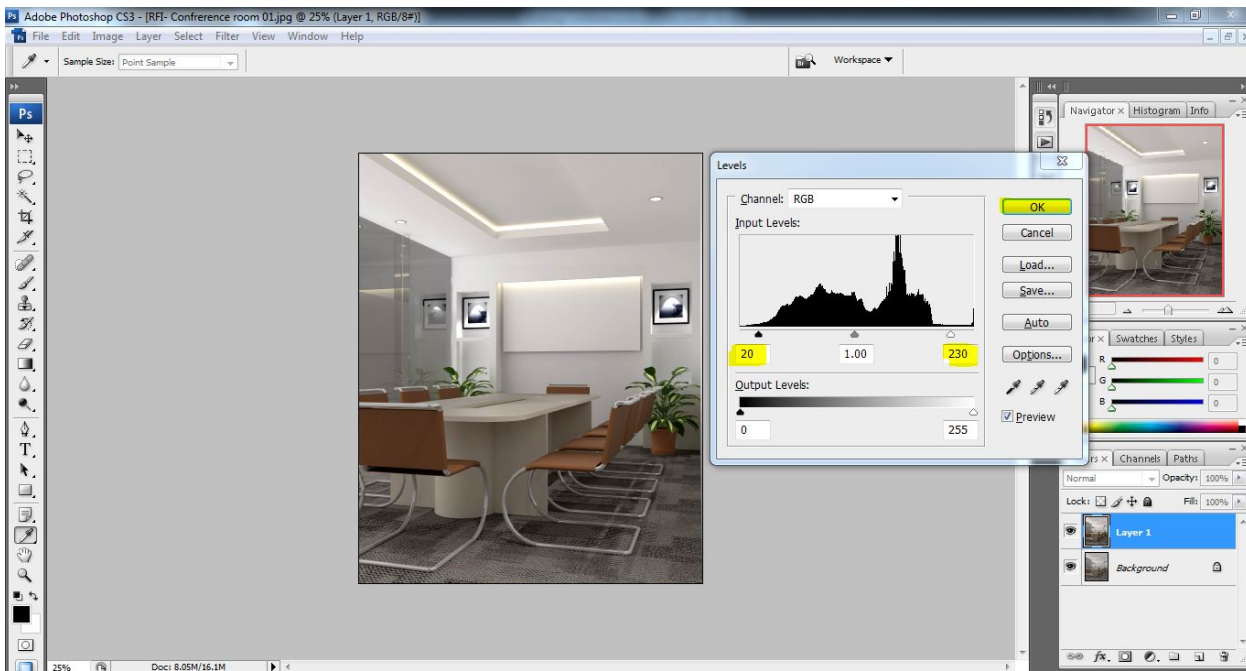 Ps Adobe Photoshop CS3 - [RFI- Confrerence room 01.jpg @ 25% (Layer 1, RGB/8#)]
File Edit Image Layer Select Filter View Window Help
Sample Size: Point Sample
Workspace
Ps
Navigator × Histogram Info
Levels
Channel: RGB
Input Levels:
20 1.00 230
Output Levels:
0 255
OK
Cancel
Load...
Save...
Auto
Options...
Preview
Swatches Styles
R 0
G 0
B 0
Channels Paths
Normal Opacity: 100%
Lock: Fill: 100%
Layer 1
Background
25% Doc: 8.05M/16.1M